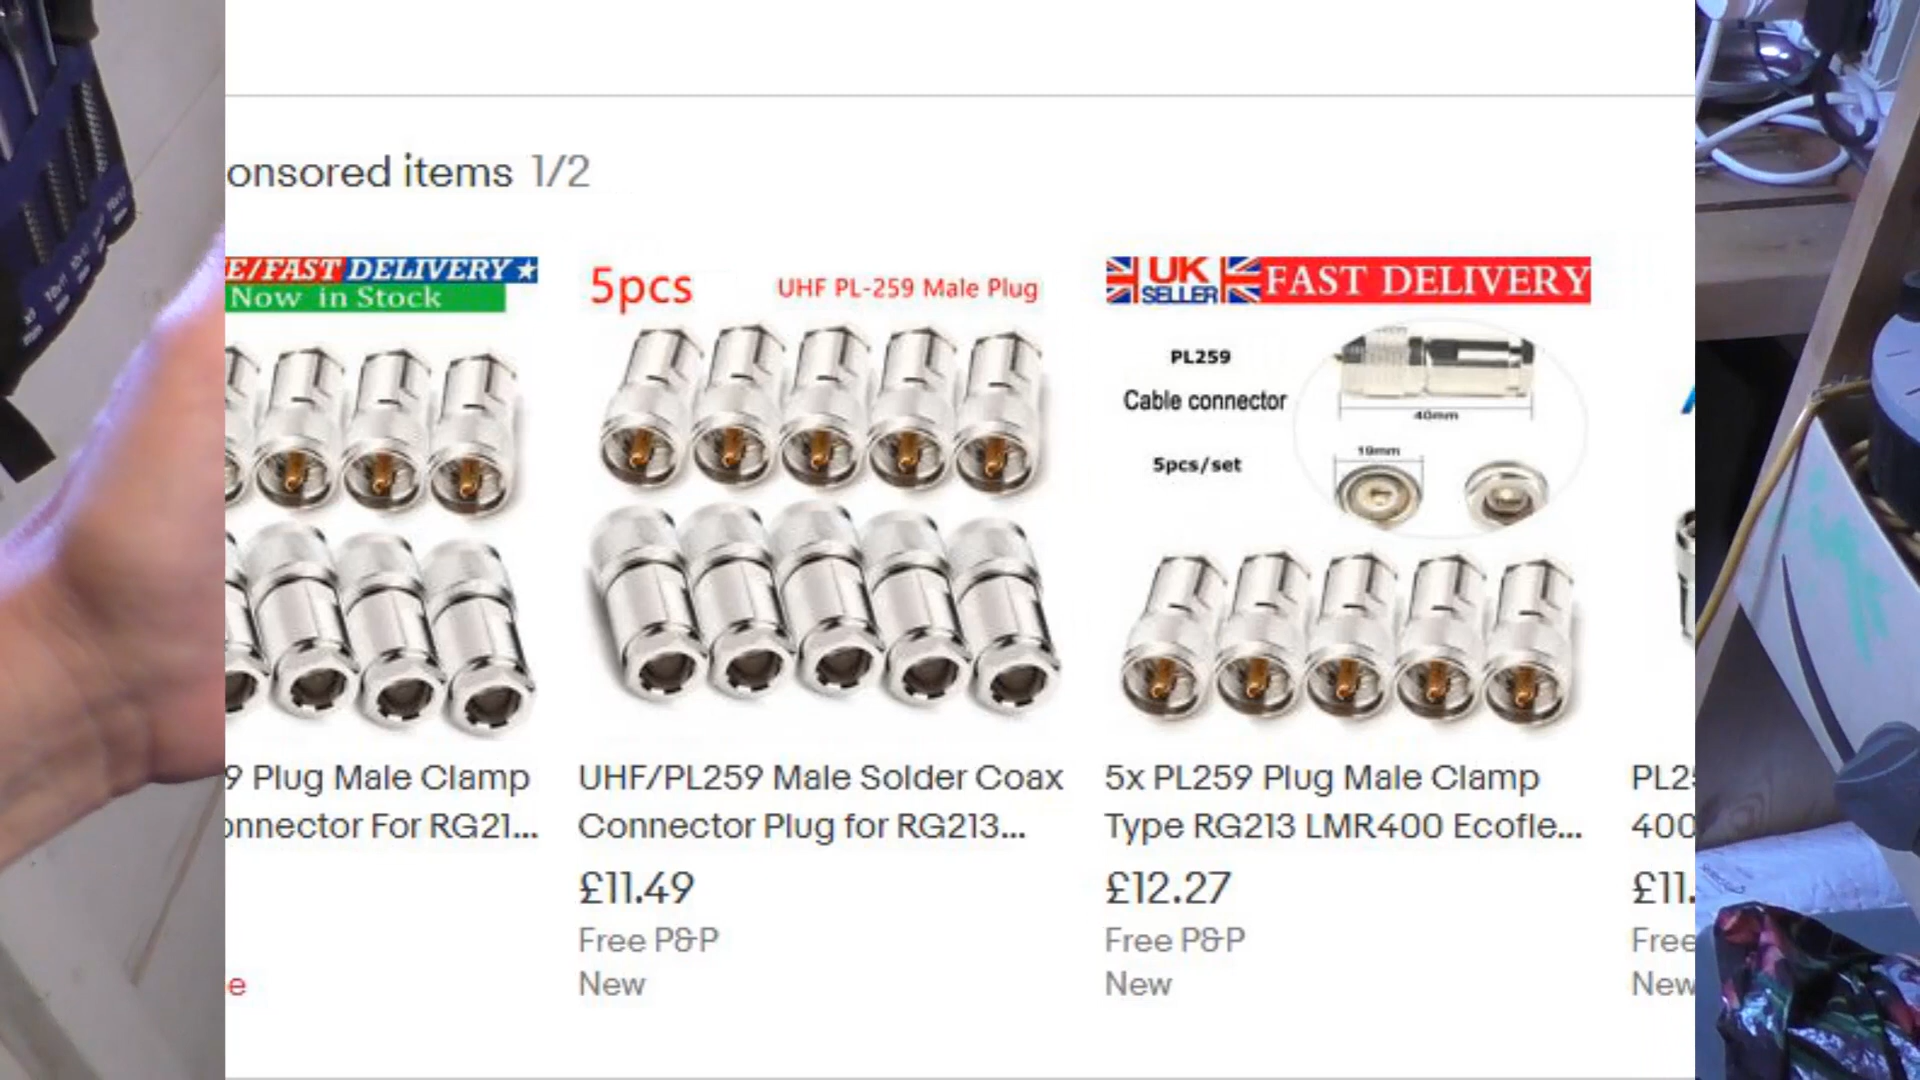 onsored items 1/2
E/FAST DELIVERY
Now in Stock
5pcs
UHF PL-259 Male Plug
UK
SELLER
FAST DELIVERY
PL259
Cable connector
5pcs/set
40mm
19mm
9 Plug Male Clamp
onnector For RG21...
e
UHF/PL259 Male Solder Coax
Connector Plug for RG213...
£11.49
Free P&P
New
5x PL259 Plug Male Clamp
Type RG213 LMR400 Ecofle...
£12.27
Free P&P
New
PL25
400
£11.
Free
New